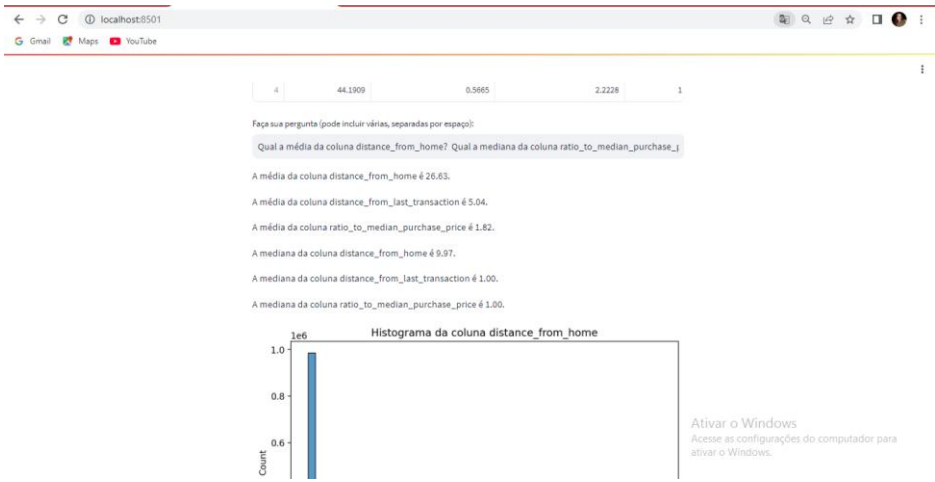 localhost:8501
Gmail Maps YouTube
4 44.1909 0.5665 2.2228 1
Faça sua pergunta (pode incluir várias, separadas por espaço):
Qual a média da coluna distance_from_home? Qual a mediana da coluna ratio_to_median_purchase_
A média da coluna distance_from_home é 26.63.
A média da coluna distance_from_last_transaction é 5.04.
A média da coluna ratio_to_median_purchase_price é 1.82.
A mediana da coluna distance_from_home é 9.97.
A mediana da coluna distance_from_last_transaction é 1.00.
A mediana da coluna ratio_to_median_purchase_price é 1.00.
Histograma da coluna distance_from_home
1e6
1.0
0.8
0.6
Count
Ativar o Windows
Acesse as configurações do computador para
ativar o Windows.